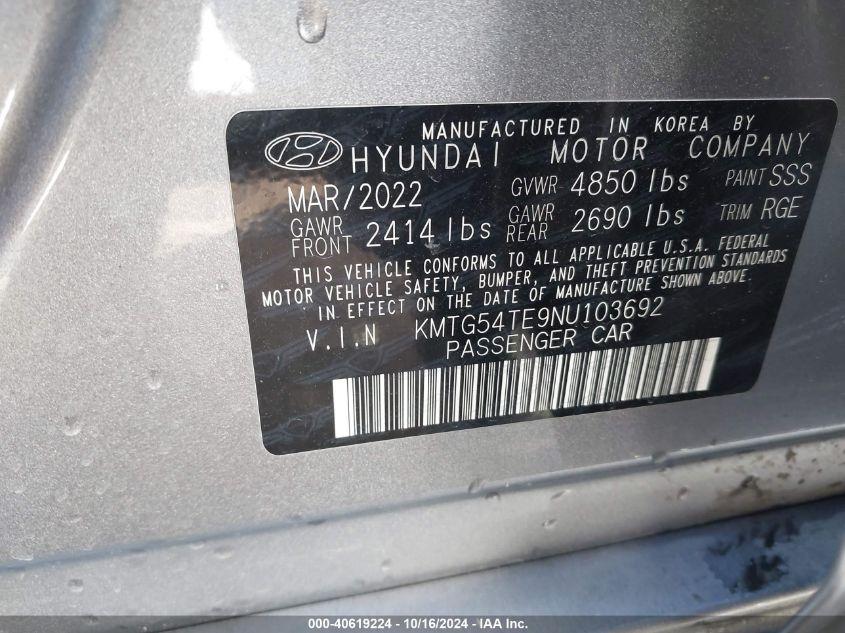 MANUFACTURED IN KOREA BY
HYUNDAI MOTOR COMPANY
MAR/2022 GVWR 4850 lbs PAINT SSS
GAWR FRONT 2414 lbs GAWR REAR 2690 lbs TRIM RGE
THIS VEHICLE CONFORMS TO ALL APPLICABLE U.S.A. FEDERAL
MOTOR VEHICLE SAFETY, BUMPER, AND THEFT PREVENTION STANDARDS
IN EFFECT ON THE DATE OF MANUFACTURE SHOWN ABOVE.
V.I.N KMTG54TE9NU103692
PASSENGER CAR
000-40619224 | 10/16/2024 | IAA Inc.